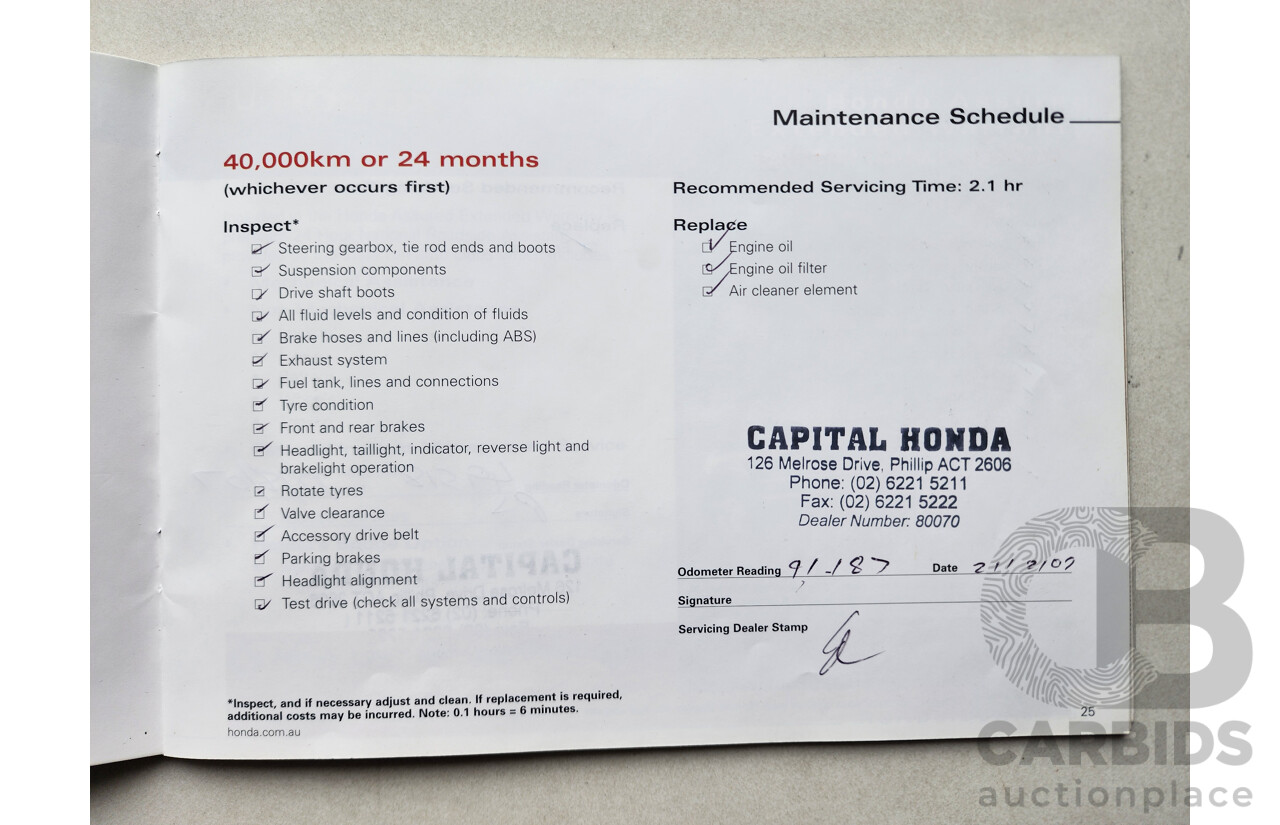 Maintenance Schedule
40,000km or 24 months
(whichever occurs first)
Inspect*
Steering gearbox, tie rod ends and boots
Suspension components
Drive shaft boots
All fluid levels and condition of fluids
Brake hoses and lines (including ABS)
Exhaust system
Fuel tank, lines and connections
Tyre condition
Front and rear brakes
Headlight, taillight, indicator, reverse light and
brakelight operation
Rotate tyres
Valve clearance
Accessory drive belt
Parking brakes
Headlight alignment
Test drive (check all systems and controls)
*Inspect, and if necessary adjust and clean. If replacement is required,
additional costs may be incurred. Note: 0.1 hours = 6 minutes.
honda.com.au
Recommended Servicing Time: 2.1 hr
Replace
Engine oil
Engine oil filter
Air cleaner element
CAPITAL HONDA
126 Melrose Drive, Phillip ACT 2606
Phone: (02) 6221 5211
Fax: (02) 6221 5222
Dealer Number: 80070
Odometer Reading Date
Signature
Servicing Dealer Stamp
25
CARBIDS
auctionplace